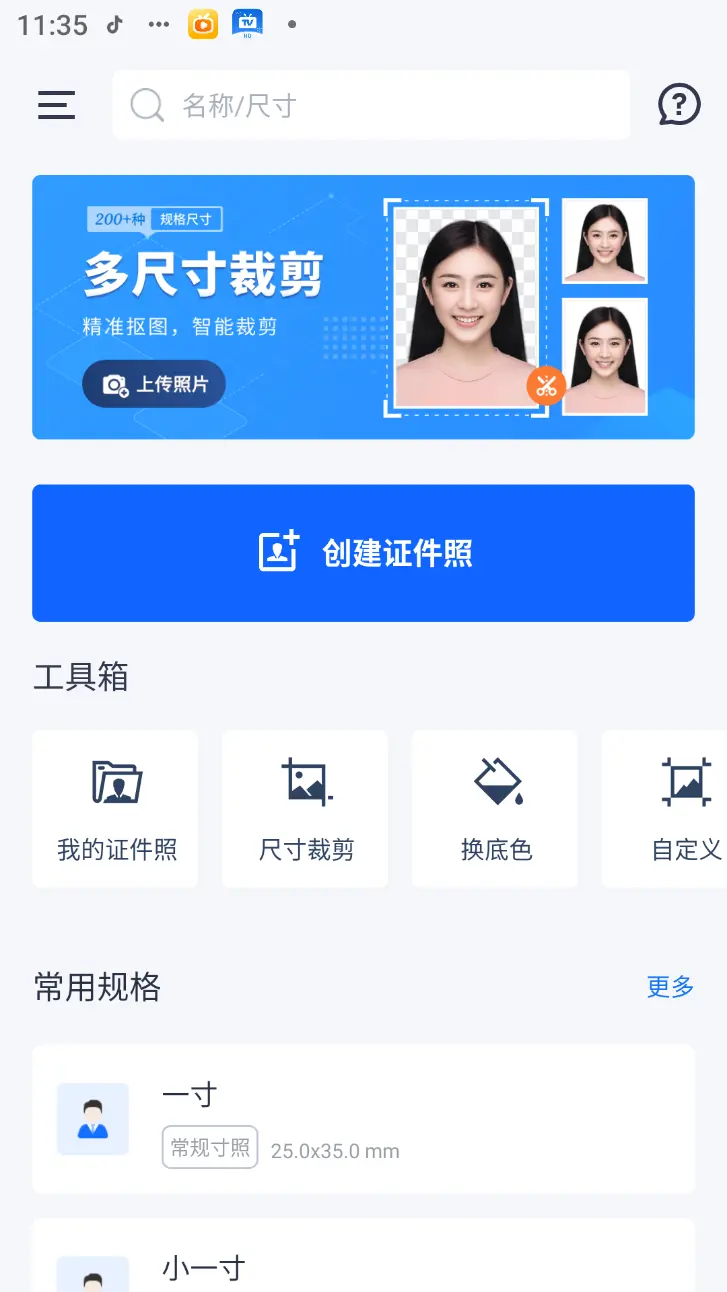 11:35
名称/尺寸
200+种 规格尺寸
多尺寸裁剪
精准抠图，智能裁剪
上传照片
创建证件照
工具箱
我的证件照 尺寸裁剪 换底色 自定义
常用规格 更多
一寸
常规寸照 25.0x35.0 mm
小一寸